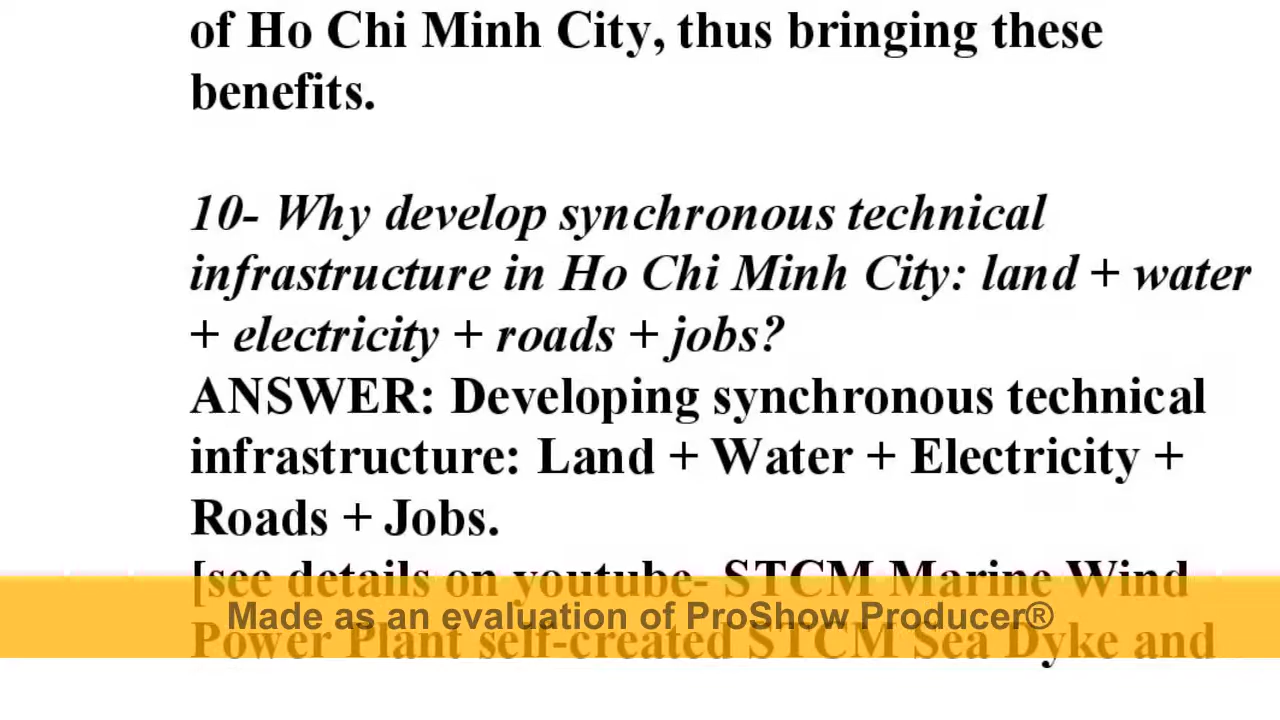 of Ho Chi Minh City, thus bringing these
benefits.
10- Why develop synchronous technical
infrastructure in Ho Chi Minh City: land + water
+ electricity + roads + jobs?
ANSWER: Developing synchronous technical
infrastructure: Land + Water + Electricity +
Roads + Jobs.
[see details on youtube- STCM Marine Wind
Made as an evaluation of ProShow Producer®
Power Plant self-created STCM Sea Dyke and